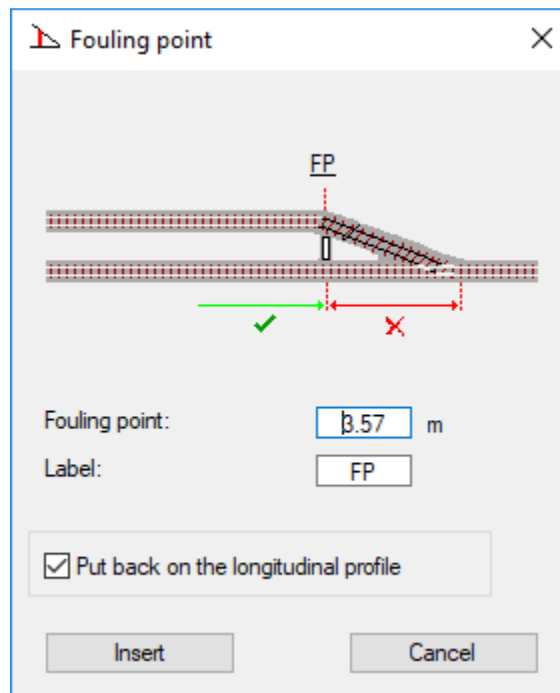 Fouling point
FP
Fouling point: 3.57 m
Label: FP
Put back on the longitudinal profile
Insert Cancel